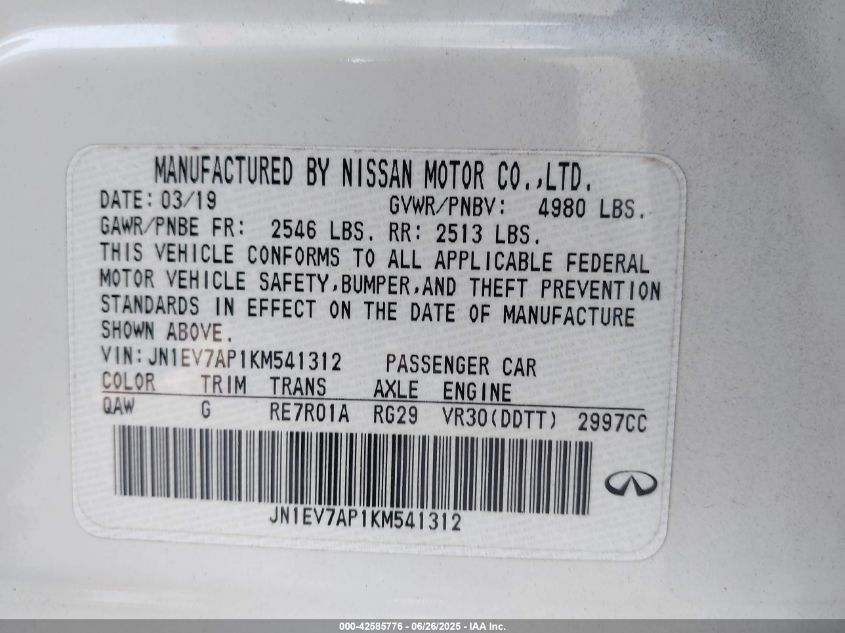 MANUFACTURED BY NISSAN MOTOR CO.,LTD.
DATE: 03/19 GVWR/PNBV: 4980 LBS.
GAWR/PNBE FR: 2546 LBS. RR: 2513 LBS.
THIS VEHICLE CONFORMS TO ALL APPLICABLE FEDERAL
MOTOR VEHICLE SAFETY,BUMPER,AND THEFT PREVENTION
STANDARDS IN EFFECT ON THE DATE OF MANUFACTURE
SHOWN ABOVE.
VIN: JN1EV7AP1KM541312 PASSENGER CAR
COLOR TRIM TRANS AXLE ENGINE
QAW G RE7R01A RG29 VR30(DDTT) 2997CC
JN1EV7AP1KM541312
000-42585776 - 06/26/2025 - IAA Inc.